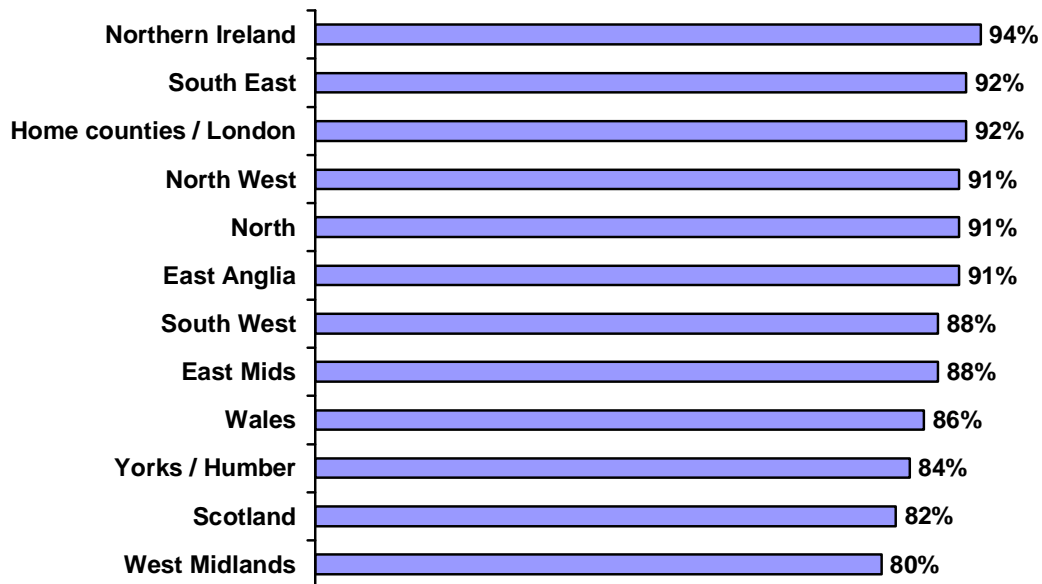 Northern Ireland 94%
South East 92%
Home counties / London 92%
North West 91%
North 91%
East Anglia 91%
South West 88%
East Mids 88%
Wales 86%
Yorks / Humber 84%
Scotland 82%
West Midlands 80%